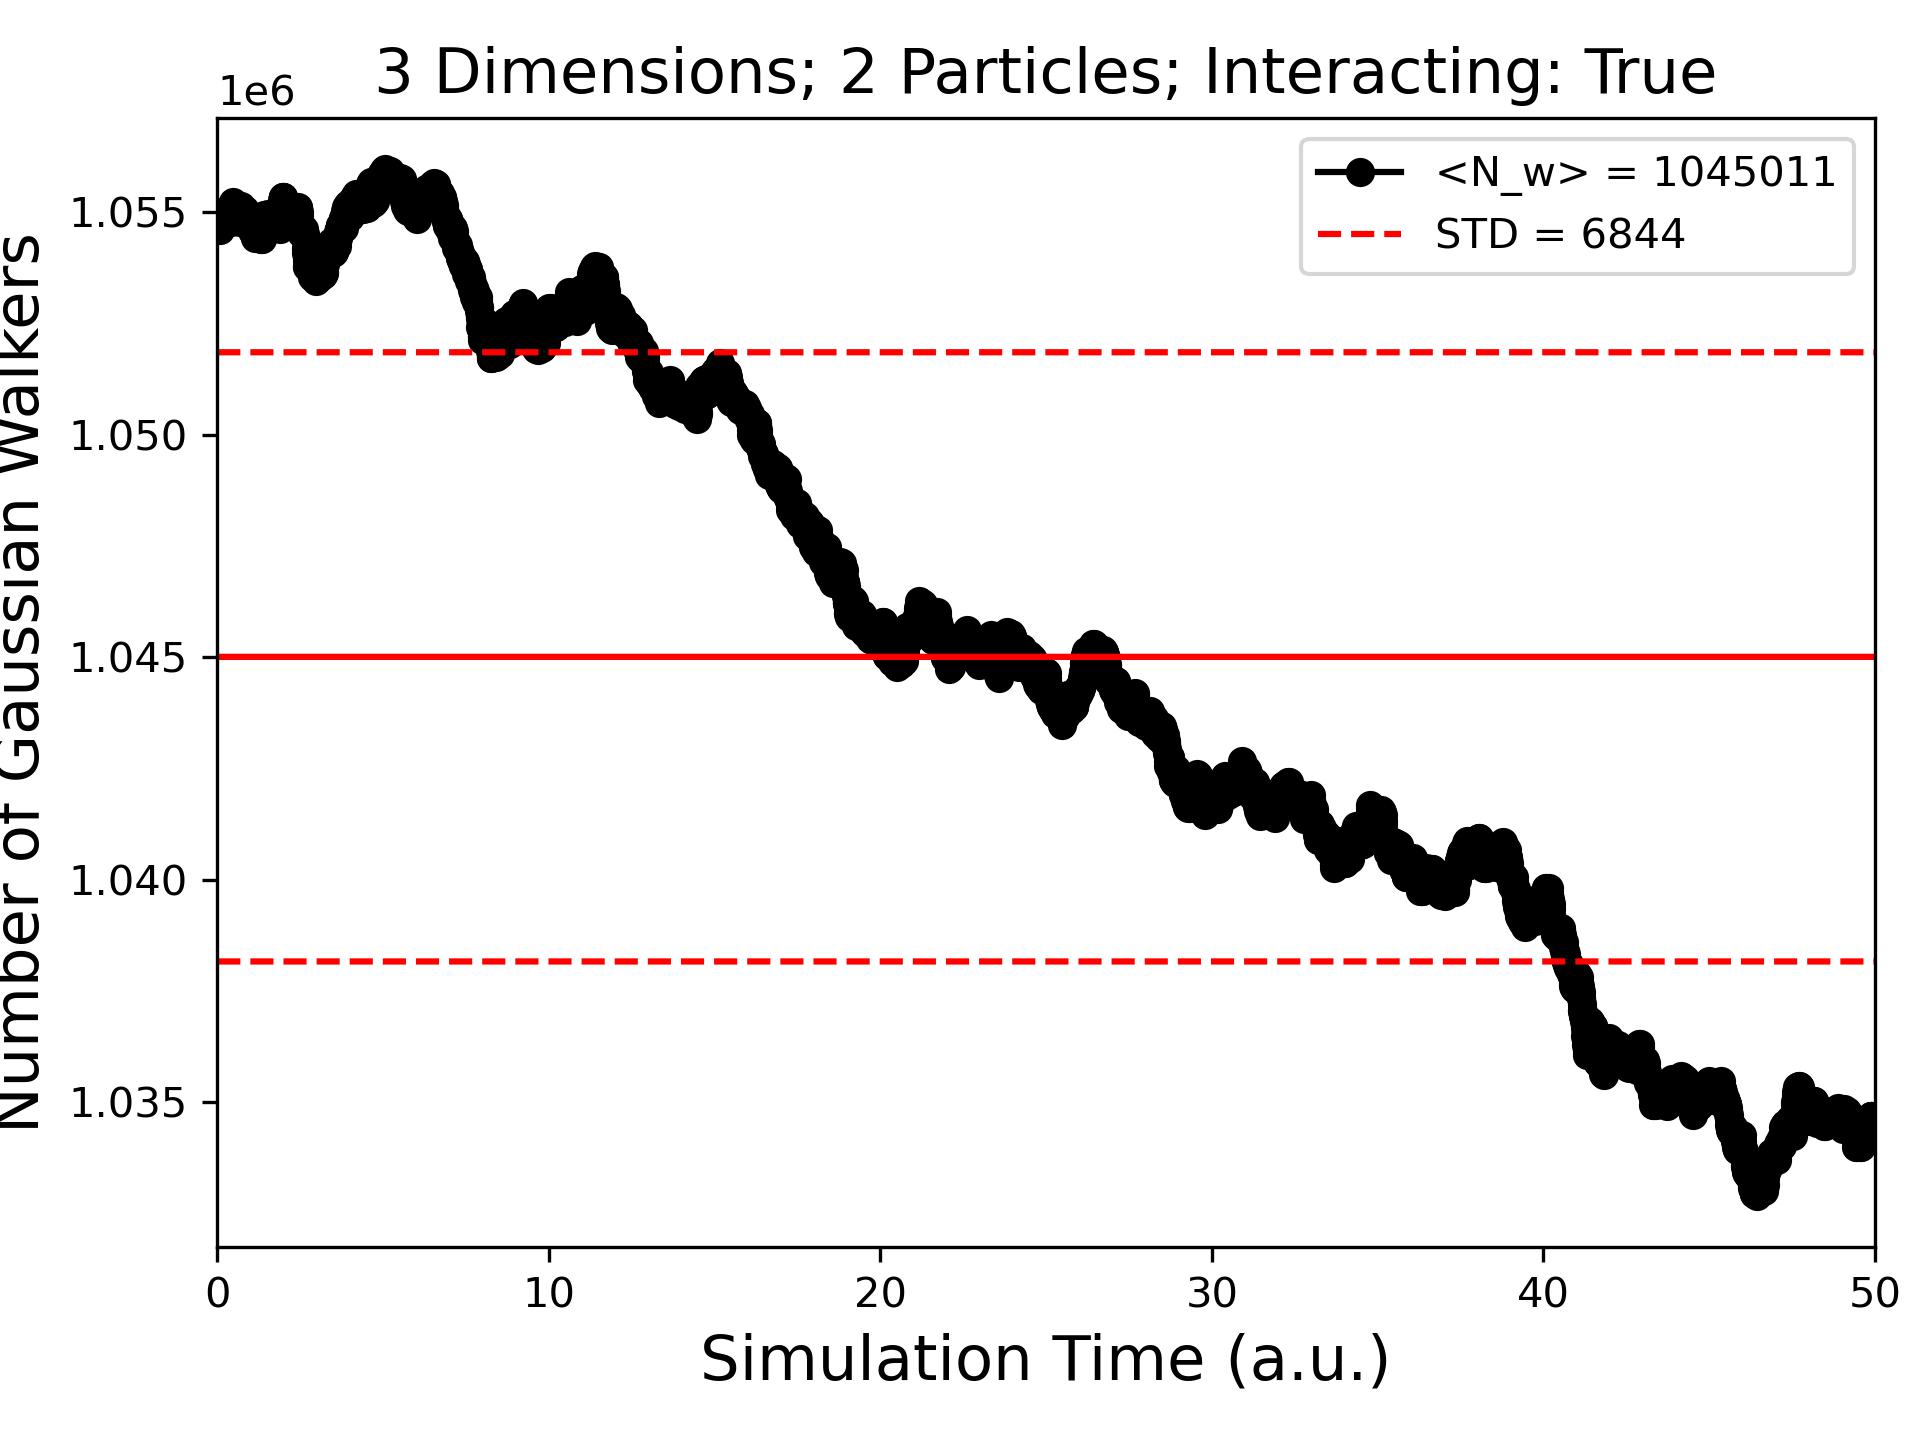 3 Dimensions; 2 Particles; Interacting: True
1e6
<N_w> = 1045011
STD = 6844
1.055
1.050
1.045
1.040
1.035
Number of Gaussian Walkers
0 10 20 30 40 50
Simulation Time (a.u.)